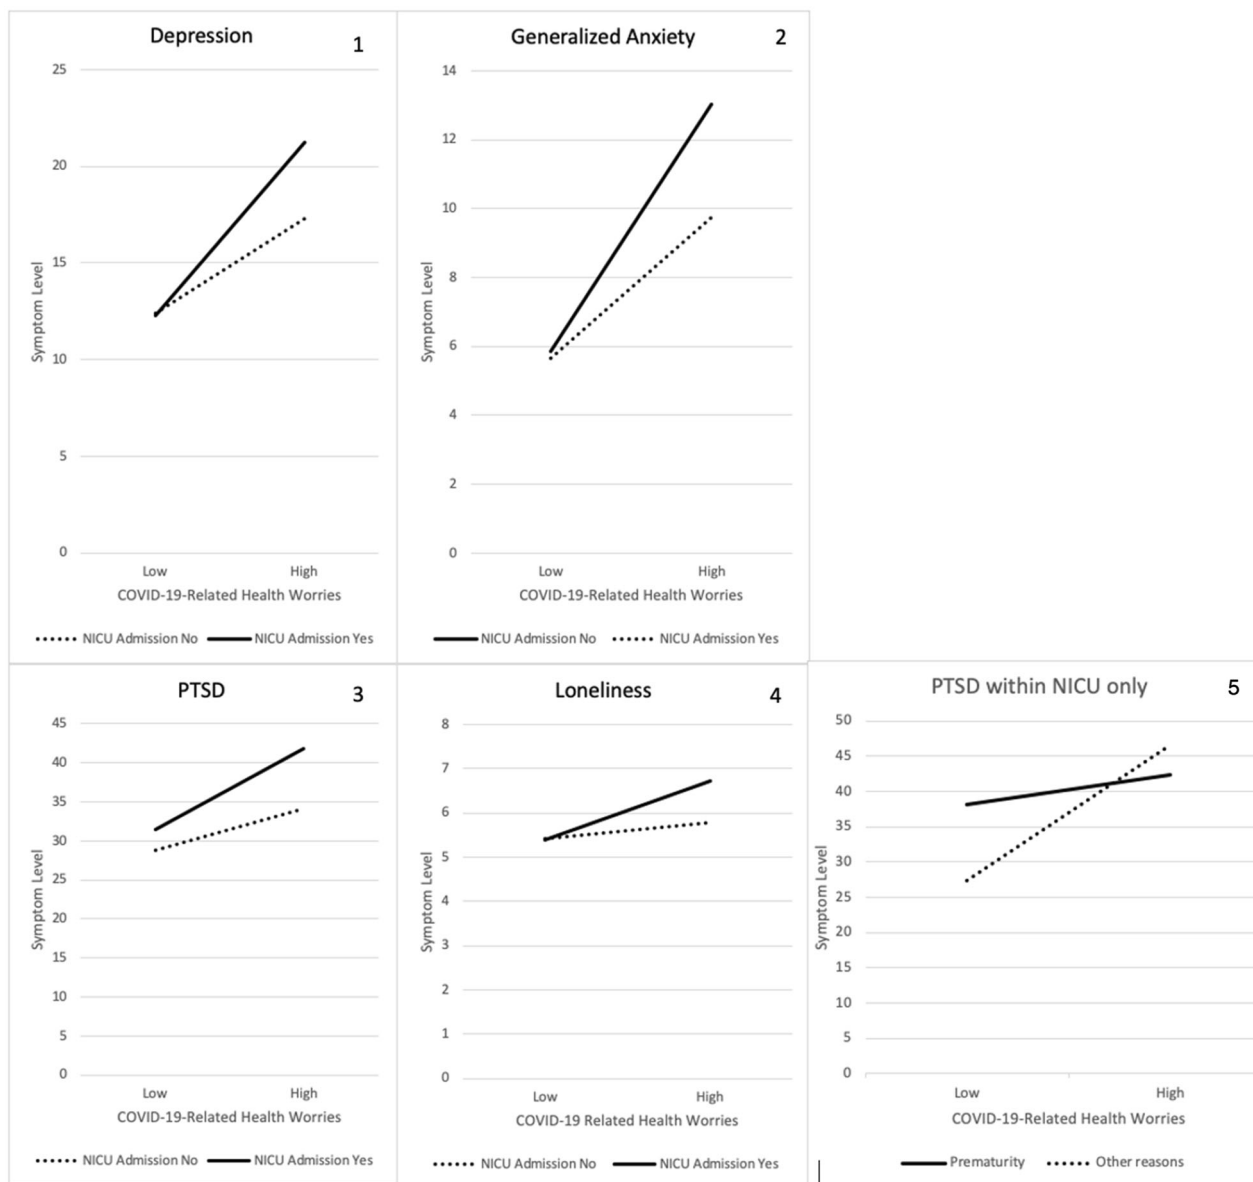 Depression
1
25
20
15
10
5
0
Symptom Level
Low High
COVID-19-Related Health Worries
NICU Admission No NICU Admission Yes
Generalized Anxiety
2
14
12
10
8
6
4
2
0
Symptom Level
Low High
COVID-19-Related Health Worries
NICU Admission No NICU Admission Yes
PTSD
3
45
40
35
30
25
20
15
10
5
0
Symptom Level
Low High
COVID-19-Related Health Worries
NICU Admission No NICU Admission Yes
Loneliness
4
8
7
6
5
4
3
2
1
0
Symptom Level
Low High
COVID-19 Related Health Worries
NICU Admission No NICU Admission Yes
PTSD within NICU only
5
50
45
40
35
30
25
20
15
10
5
0
Symptom Level
Low High
COVID-19-Related Health Worries
Prematurity Other reasons